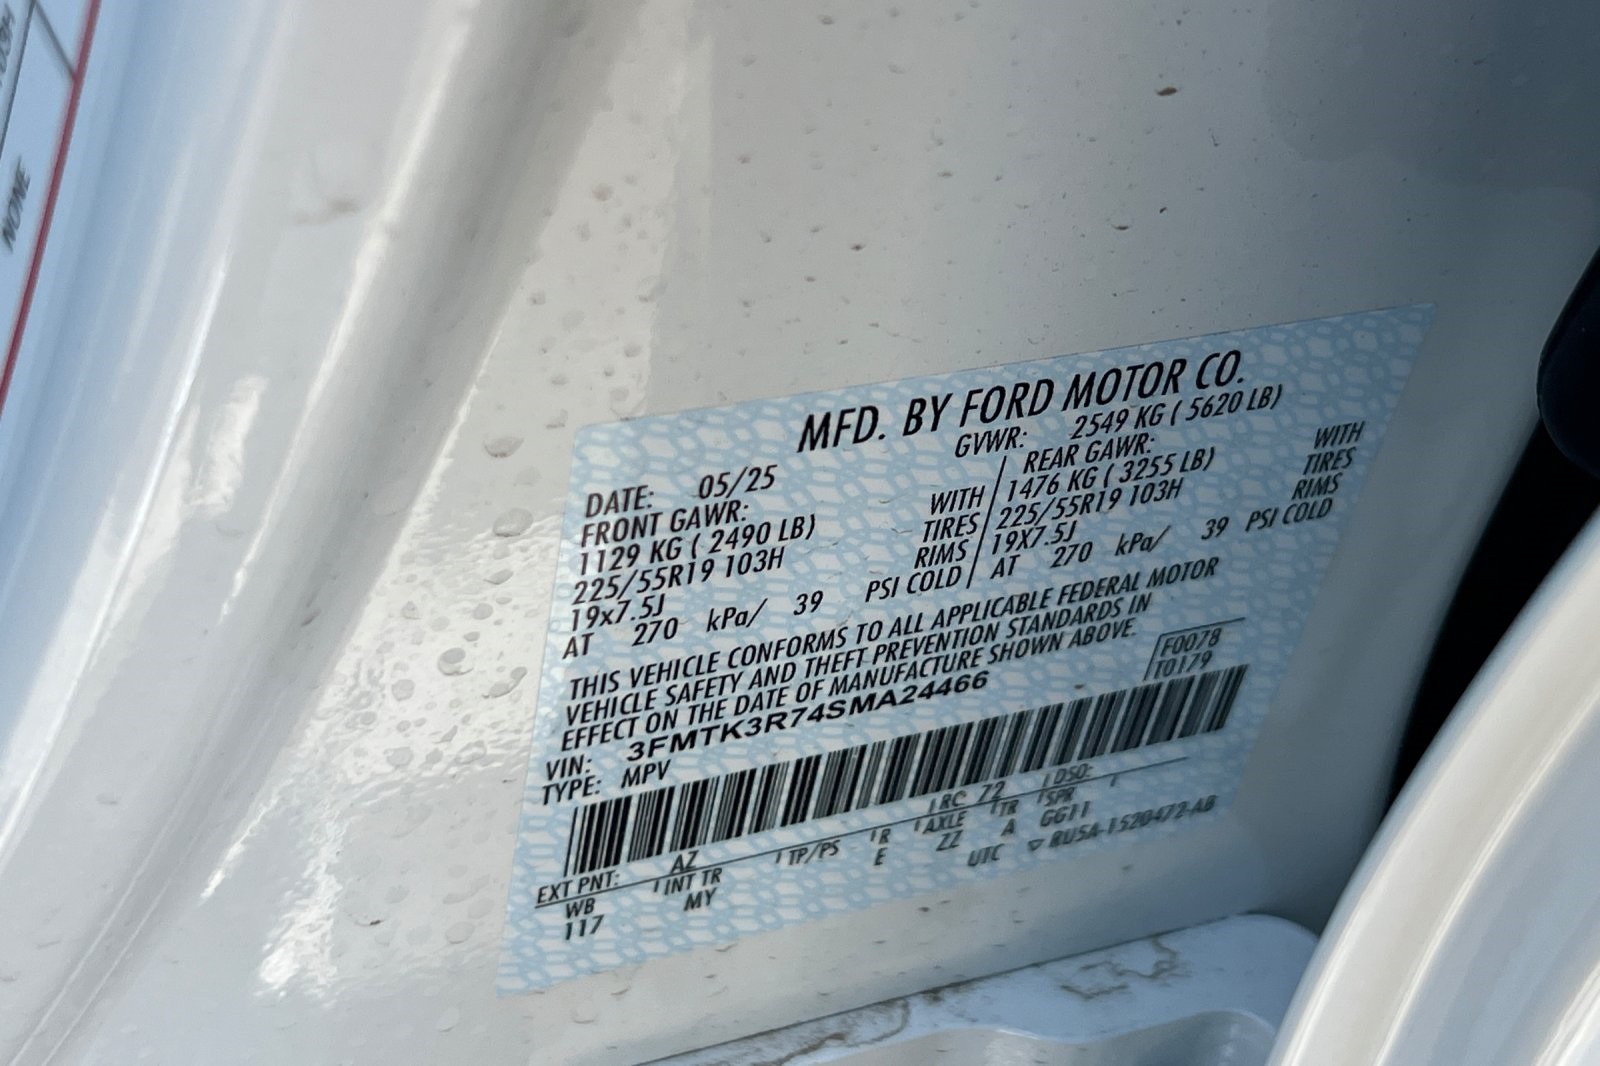 NONE
MFD. BY FORD MOTOR CO.
DATE: 05/25 GVWR: 2549 KG ( 5620 LB)
FRONT GAWR: REAR GAWR:
1129 KG ( 2490 LB) WITH 1476 KG ( 3255 LB) WITH
225/55R19 103H TIRES 225/55R19 103H TIRES
19x7.5J RIMS 19X7.5J RIMS
AT 270 kPa/ 39 PSI COLD AT 270 kPa/ 39 PSI COLD
THIS VEHICLE CONFORMS TO ALL APPLICABLE FEDERAL MOTOR
VEHICLE SAFETY AND THEFT PREVENTION STANDARDS IN
EFFECT ON THE DATE OF MANUFACTURE SHOWN ABOVE.
F0078
T0179
VIN: 3FMTK3R74SMA24466
TYPE: MPV
EXT PNT: AZ RC 72 DSO:
WB INT TR TP/PS R AXLE TR SPR
117 MY E ZZ A GG11
UTC ▽ RU5A-1520472-AB